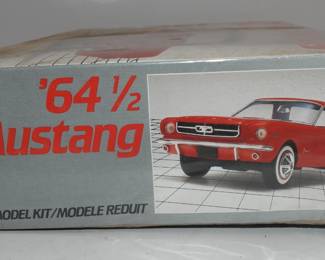 '64 ½
Mustang
MODEL KIT/MODELE REDUIT